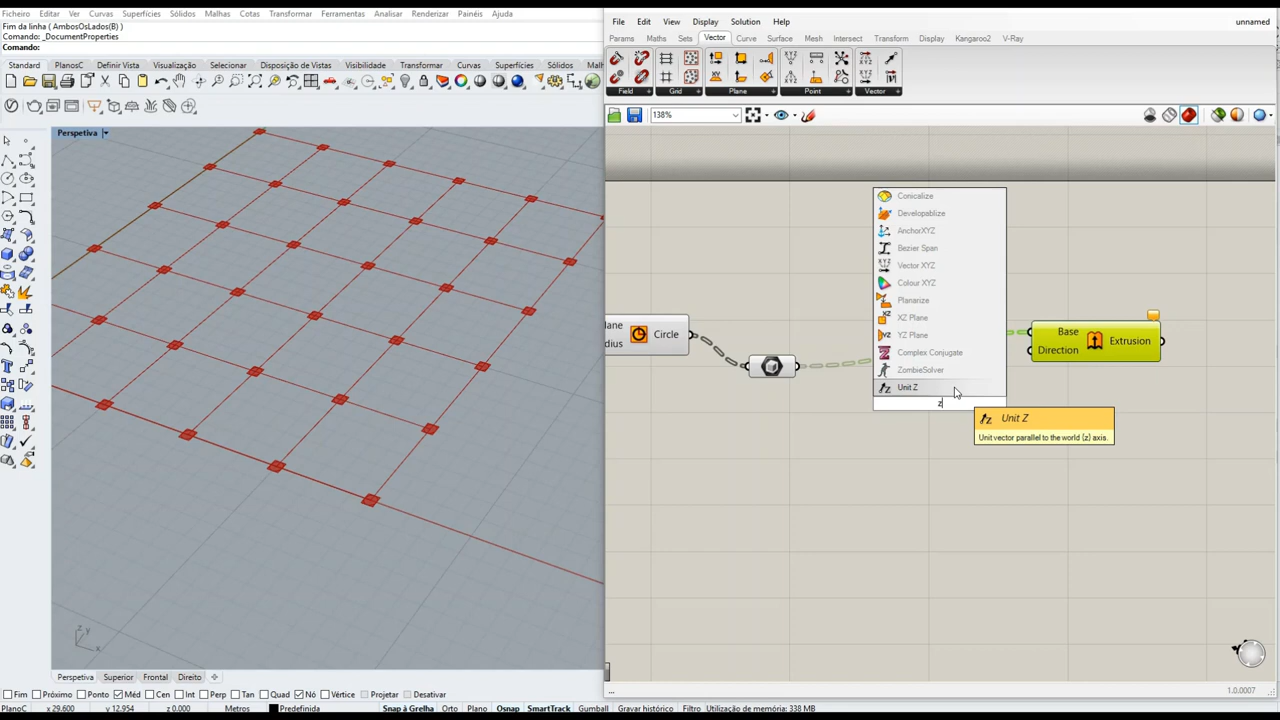 Ficheiro Editar Ver Curvas Superfícies Sólidos Malhas Cotas Transformar Ferramentas Analisar Renderizar Painéis Ajuda
Fim da linha ( AmbosOsLados(B) )
Comando: _DocumentProperties
Comando:
Standard PlanosC Definir Vista Visualização Selecionar Disposição de Vistas Visibilidade Transformar Curvas Superfícies Sólidos Malhas
Perspetiva
z y
x
Perspetiva Superior Frontal Direito
Fim Próximo Ponto Méd Cen Int Perp Tan Quad Nó Vértice Projetar Desativar
PlanoC x 29.600 y 12.954 z 0.000 Metros Predefinida Snap à Grelha Orto Plano Osnap SmartTrack Gumball Gravar histórico Filtro Utilização de memória: 338 MB
File Edit View Display Solution Help unnamed
Params Maths Sets Vector Curve Surface Mesh Intersect Transform Display Kangaroo2 V-Ray
Field Grid Plane Point Vector
138%
Conicalize
Developablize
AnchorXYZ
Bezier Span
Vector XYZ
Colour XYZ
Planarize
XZ Plane
YZ Plane
Complex Conjugate
ZombieSolver
Unit Z
z
Unit Z
Unit vector parallel to the world {z} axis.
Circle
Base
Direction
Extrusion
...
1.0.0007